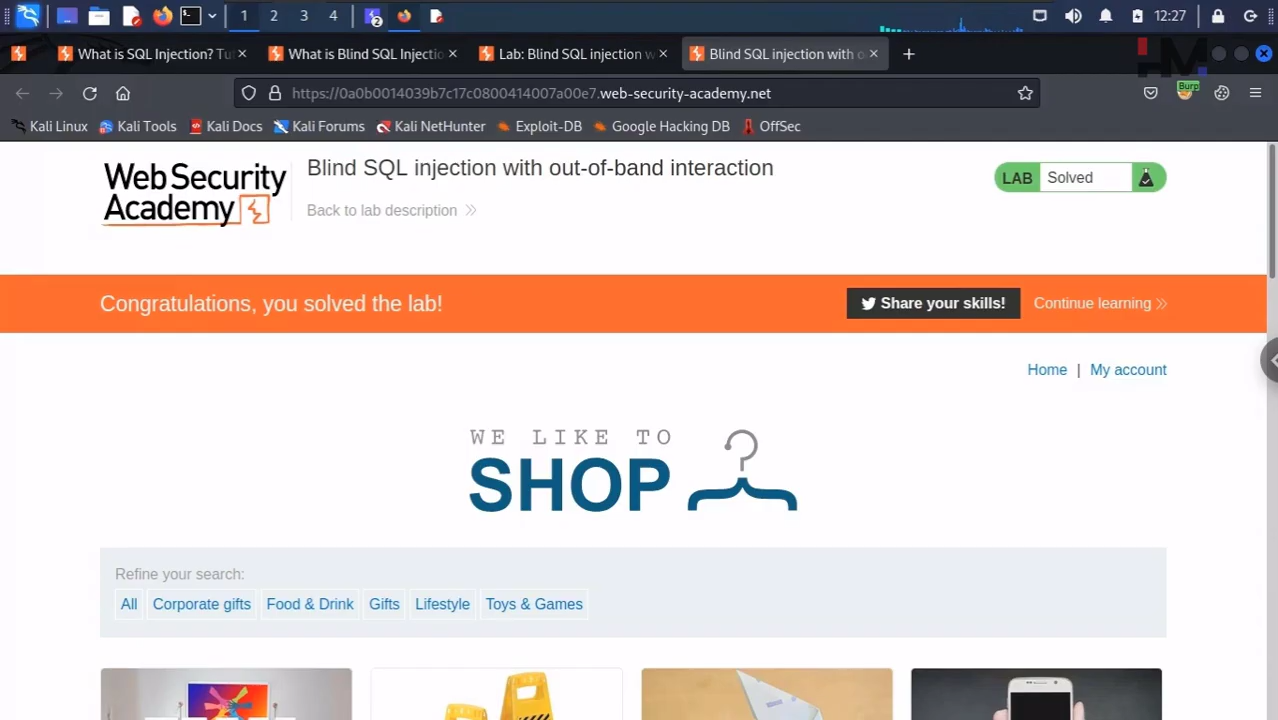 1 2 3 4 2 12:27
What is SQL Injection? Tut
What is Blind SQL Injectio
Lab: Blind SQL injection w
Blind SQL injection with o
HM
https://0a0b0014039b7c17c0800414007a00e7.web-security-academy.net
Burp
Kali Linux Kali Tools Kali Docs Kali Forums Kali NetHunter Exploit-DB Google Hacking DB OffSec
Web Security
Academy
Blind SQL injection with out-of-band interaction
Back to lab description
LAB Solved
Congratulations, you solved the lab!
Share your skills!
Continue learning
Home | My account
WE LIKE TO
SHOP
Refine your search:
All Corporate gifts Food & Drink Gifts Lifestyle Toys & Games